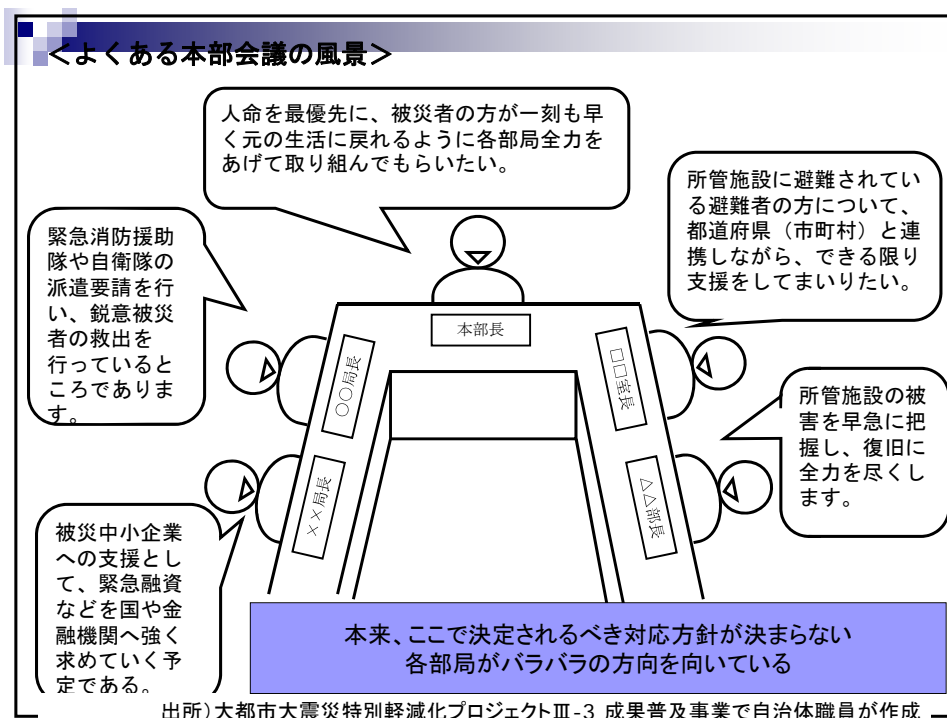 ＜よくある本部会議の風景＞
人命を最優先に、被災者の方が一刻も早
く元の生活に戻れるように各部局全力を
あげて取り組んでもらいたい。
所管施設に避難されてい
る避難者の方について、
都道府県（市町村）と連
携しながら、できる限り
支援をしてまいりたい。
緊急消防援助
隊や自衛隊の
派遣要請を行
い、鋭意被災
者の救出を
行っていると
ころでありま
す。
本部長
〇〇局長
□□室長
××局長
△△部長
所管施設の被
害を早急に把
握し、復旧に
全力を尽くし
ます。
被災中小企業
への支援とし
て、緊急融資
などを国や金
融機関へ強く
求めていく予
定である。
本来、ここで決定されるべき対応方針が決まらない
各部局がバラバラの方向を向いている
出所）大都市大震災特別軽減化プロジェクトⅢ-3 成果普及事業で自治体職員が作成